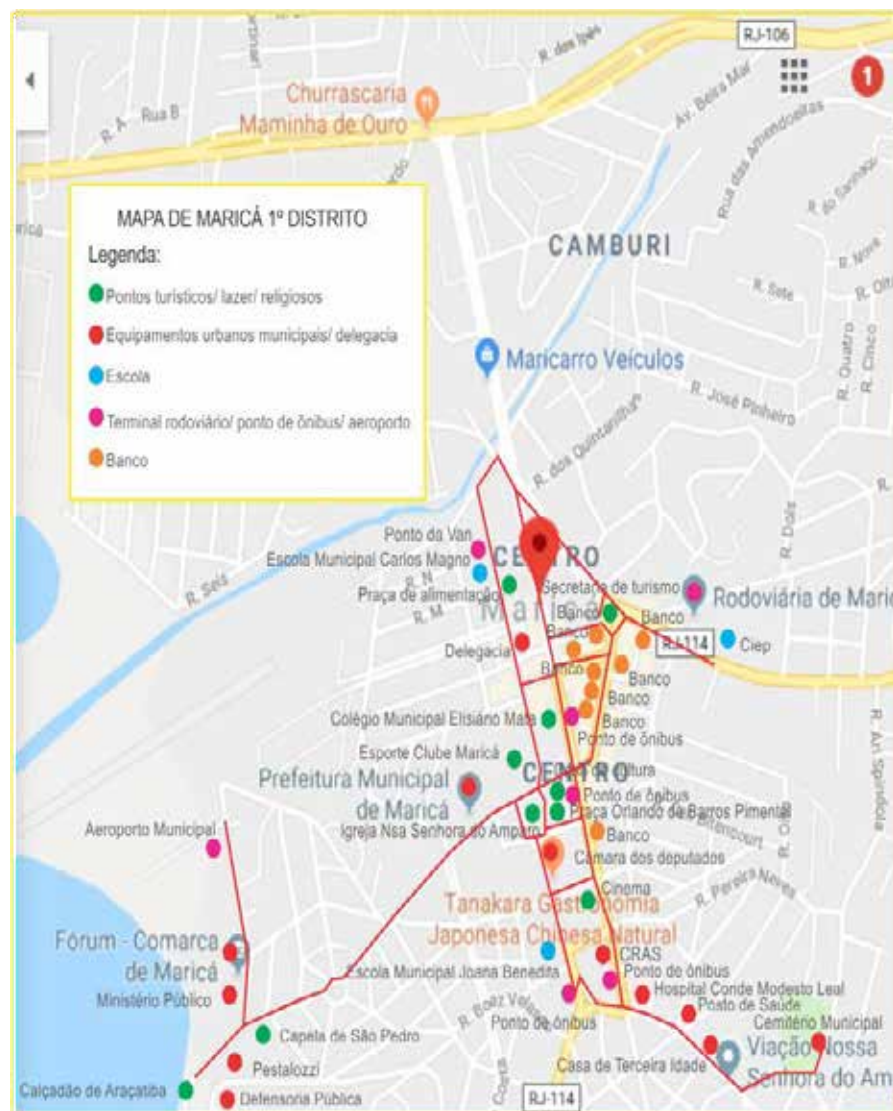 RJ-106
1
R. dos Ipês
Churrascaria
Maminha de Ouro
R. A
Rua B
Av. Beira Mar
Rua das Amendoeiras
MAPA DE MARICÁ 1º DISTRITO
Legenda:
Pontos turísticos/ lazer/ religiosos
Equipamentos urbanos municipais/ delegacia
Escola
Terminal rodoviário/ ponto de ônibus/ aeroporto
Banco
CAMBURI
R. Nova
R. Sete
R. Quatro
R. Cinco
Maricarro Veículos
R. José Pinheiro
R. dos Quintanilhas
R. Dois
R. Seis
Ponto da Van
Escola Municipal Carlos Magno
CENTRO
R. N
Praça de alimentação
R. M
Secretaria de turismo
Rodoviária de Mari
Banco
Banco
Banco
RJ-114
Ciep
Delegacia
Banco
Banco
Banco
Banco
Colégio Municipal Elisiário Mata
Ponto de ônibus
Esporte Clube Maricá
CENTRO
Prefeitura Municipal
de Maricá
Ponto de ônibus
Praça Orlando de Barros Pimentel
Igreja Nsa Senhora do Amparo
Aeroporto Municipal
Banco
Câmara dos deputados
R. Ari Spindola
Cinema
R. Pereira Neves
Tanakara Gastronomia
Japonesa Chinesa Natural
Fórum - Comarca
de Maricá
CRAS
Escola Municipal Joana Benedita
Ponto de ônibus
Ministério Público
Hospital Conde Modesto Leal
Ponto de ônibus
Posto de Saúde
Cemitério Municipal
Capela de São Pedro
Casa de Terceira Idade
Viação Nossa
Senhora do Am
Pestalozzi
Calçadão de Araçatiba
Defensoria Pública
RJ-114